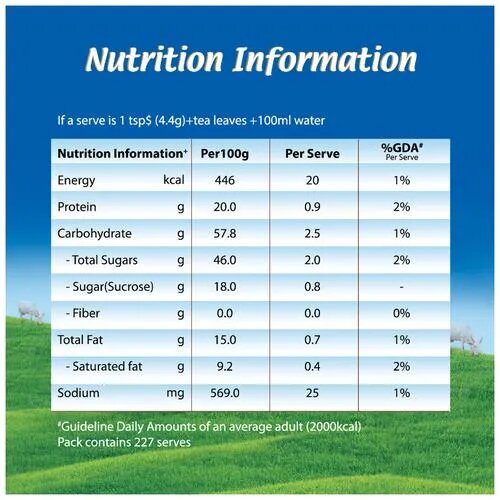 Nutrition Information
If a serve is 1 tsp$ (4.4g)+tea leaves +100ml water
Nutrition Information+ Per100g Per Serve %GDA# Per Serve
Energy kcal 446 20 1%
Protein g 20.0 0.9 2%
Carbohydrate g 57.8 2.5 1%
- Total Sugars g 46.0 2.0 2%
- Sugar(Sucrose) g 18.0 0.8 -
- Fiber g 0.0 0.0 0%
Total Fat g 15.0 0.7 1%
- Saturated fat g 9.2 0.4 2%
Sodium mg 569.0 25 1%
#Guideline Daily Amounts of an average adult (2000kcal)
Pack contains 227 serves